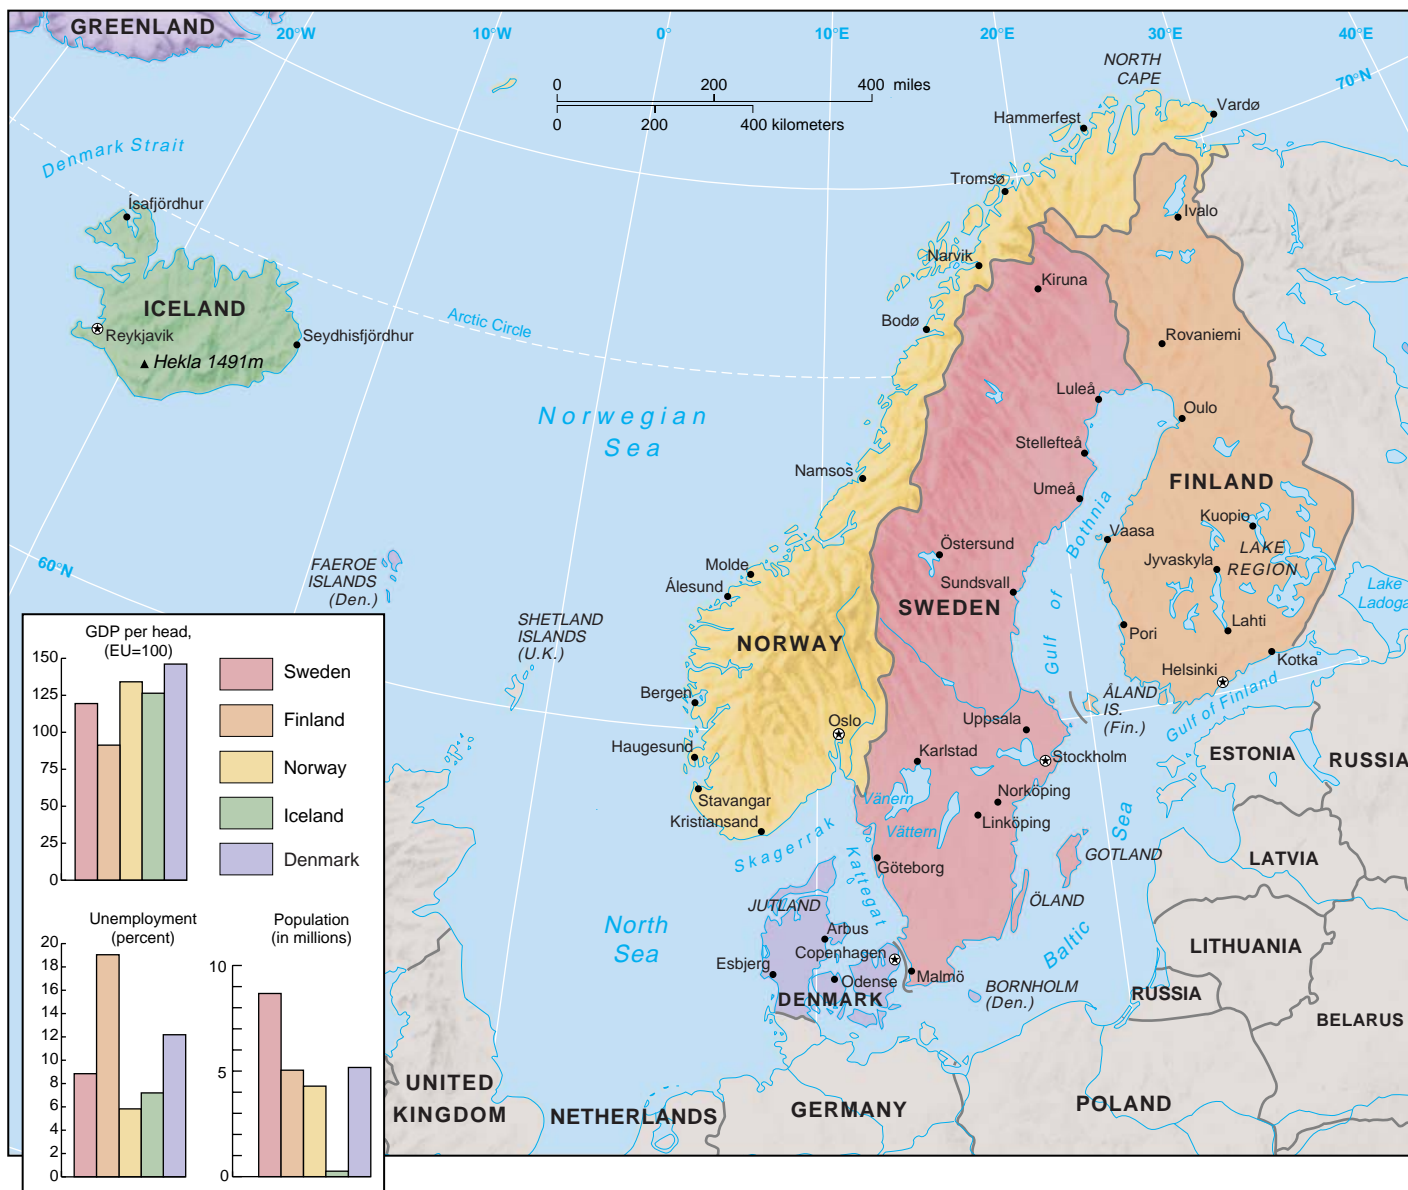 GREENLAND
20°W
10°W
0°
10°E
20°E
30°E
40°E
70°N
NORTH
CAPE
0 200 400 miles
0 200 400 kilometers
Hammerfest
Vardø
Denmark Strait
Tromsø
Ísafjördhur
Ivalo
Narvik
Kiruna
ICELAND
Reykjavik
Seydhisfjördhur
Hekla 1491m
Arctic Circle
Bodø
Rovaniemi
Luleå
Oulo
Norwegian
Sea
Stellefteå
Namsos
FINLAND
Umeå
Kuopio
Vaasa
LAKE
REGION
Jyvaskyla
Gulf of Bothnia
Östersund
Sundsvall
60°N
FAEROE
ISLANDS
(Den.)
Molde
Ålesund
SWEDEN
Lake
Ladoga
SHETLAND
ISLANDS
(U.K.)
NORWAY
Pori
Lahti
Kotka
Helsinki
Bergen
Oslo
Uppsala
ÅLAND
IS.
(Fin.)
Gulf of Finland
Haugesund
Karlstad
Stockholm
ESTONIA
RUSSIA
Stavangar
Kristiansand
Vänern
Vättern
Norköping
Linköping
Skagerrak
Kattegat
Göteborg
GOTLAND
LATVIA
JUTLAND
ÖLAND
Baltic Sea
North
Sea
Arbus
Copenhagen
LITHUANIA
Esbjerg
Odense
Malmö
BORNHOLM
(Den.)
DENMARK
RUSSIA
BELARUS
UNITED
KINGDOM
NETHERLANDS
GERMANY
POLAND
GDP per head,
(EU=100)
150
125
100
75
50
25
0
Sweden
Finland
Norway
Iceland
Denmark
Unemployment
(percent)
20
18
16
14
12
10
8
6
4
2
0
Population
(in millions)
10
5
0